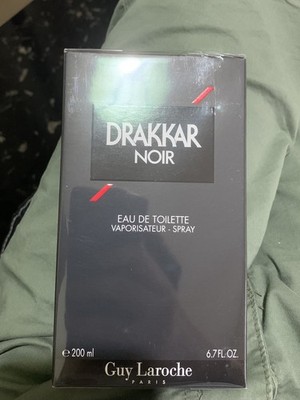 DRAKKAR
NOIR
EAU DE TOILETTE
VAPORISATEUR - SPRAY
e 200 ml 6.7 FL. OZ.
Guy Laroche
PARIS